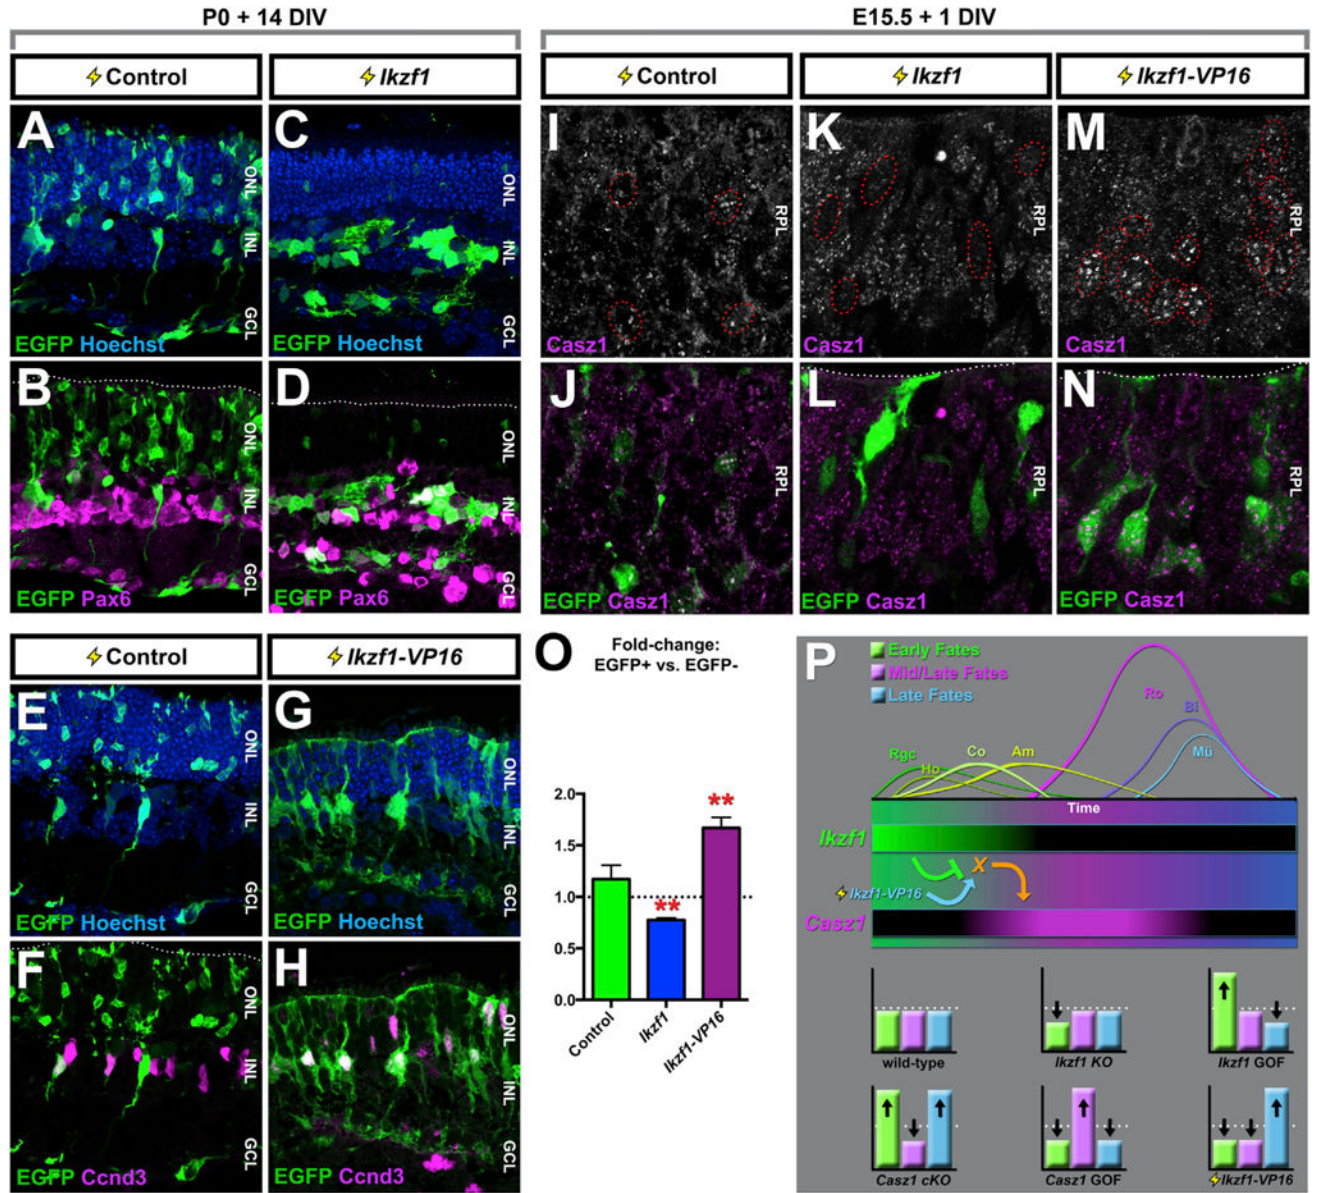 P0 + 14 DIV
E15.5 + 1 DIV
Control
Ikzf1
Control
Ikzf1
Ikzf1-VP16
A
ONL
INL
GCL
EGFP Hoechst
C
ONL
INL
GCL
EGFP Hoechst
I
RPL
Casz1
K
RPL
Casz1
M
RPL
Casz1
B
ONL
INL
GCL
EGFP Pax6
D
ONL
INL
GCL
EGFP Pax6
J
RPL
EGFP Casz1
L
RPL
EGFP Casz1
N
RPL
EGFP Casz1
Control
Ikzf1-VP16
E
ONL
INL
GCL
EGFP Hoechst
G
ONL
INL
GCL
EGFP Hoechst
F
ONL
INL
GCL
EGFP Ccnd3
H
ONL
INL
GCL
EGFP Ccnd3
O
Fold-change:
EGFP+ vs. EGFP-
2.0
1.5
1.0
0.5
0.0
**
**
Control
Ikzf1
Ikzf1-VP16
P
Early Fates
Mid/Late Fates
Late Fates
Rgc
Ho
Co
Am
Ro
Bi
Mü
Time
Ikzf1
X
Ikzf1-VP16
Casz1
wild-type
Ikzf1 KO
Ikzf1 GOF
Casz1 cKO
Casz1 GOF
Ikzf1-VP16